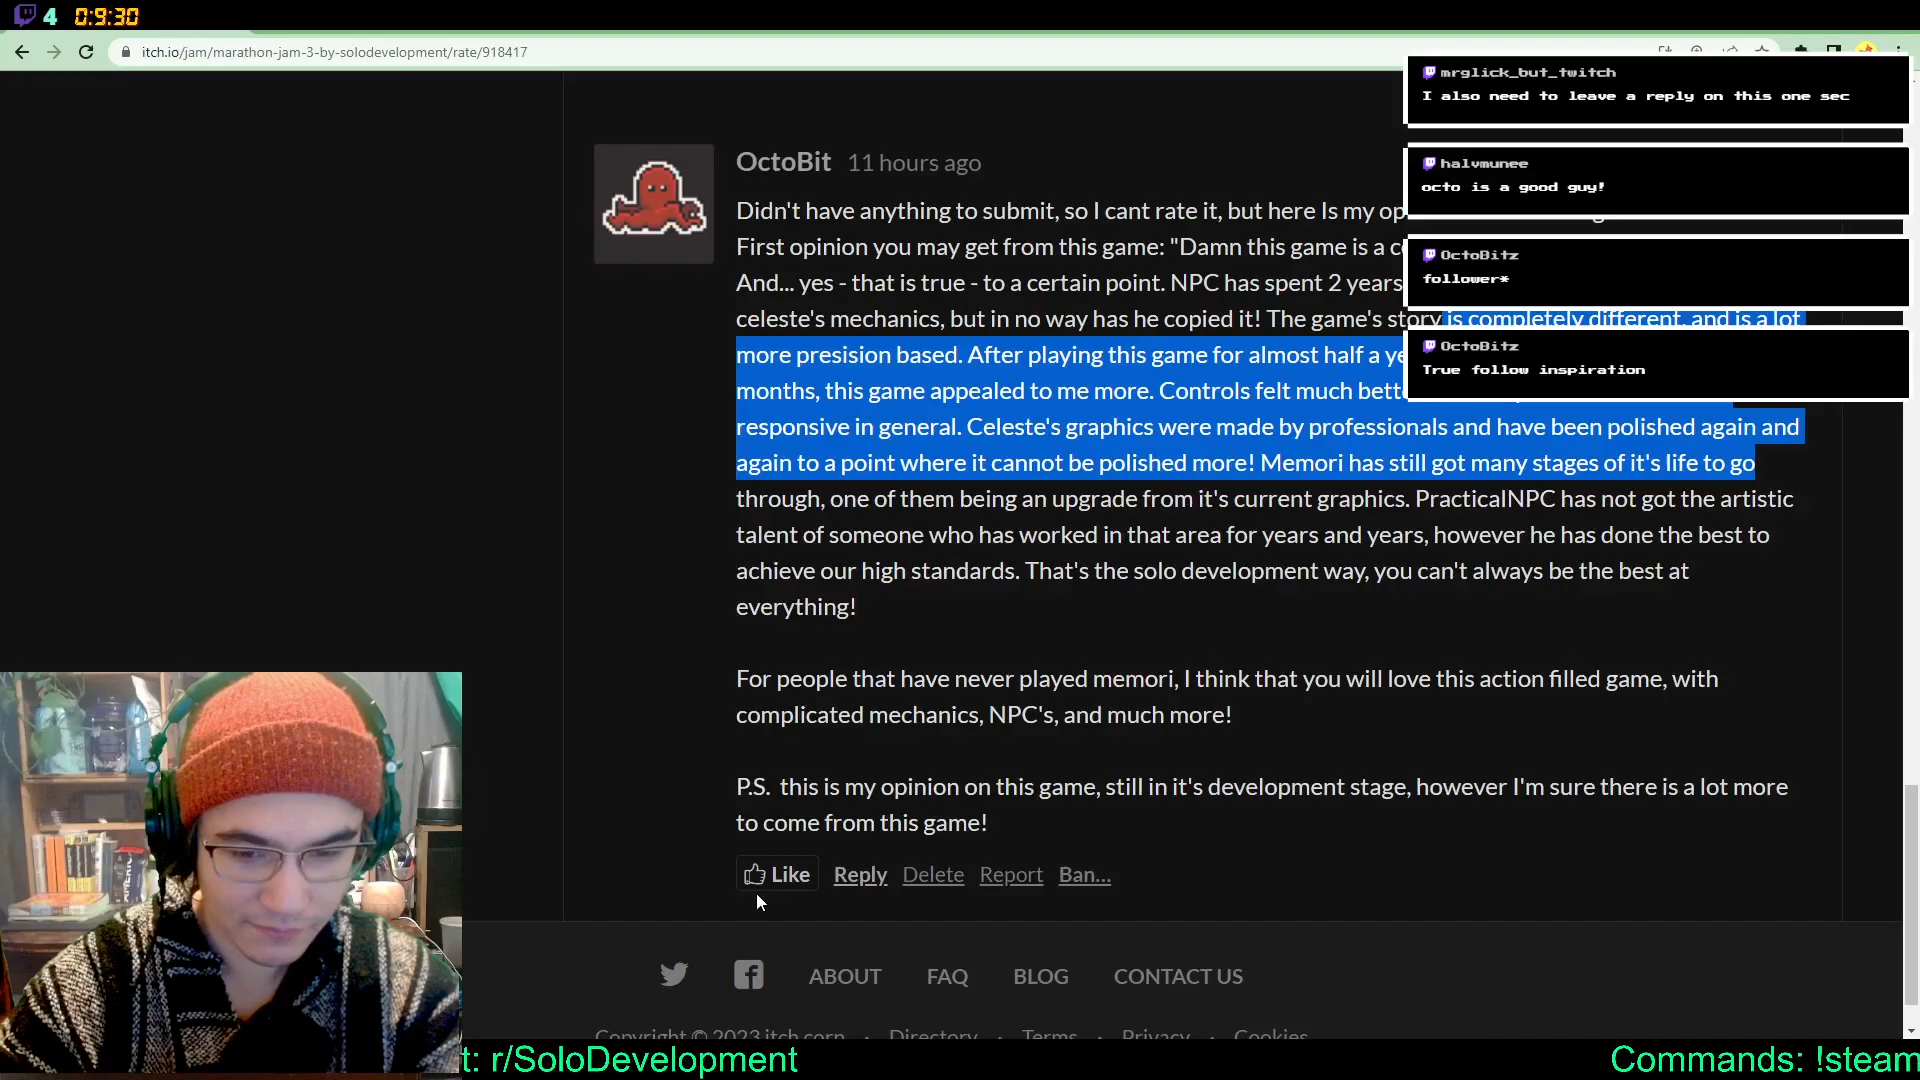 4 0:9:30
itch.io/jam/marathon-jam-3-by-solodevelopment/rate/918417
mrglick_but_twitch
I also need to leave a reply on this one sec
halvmunee
octo is a good guy!
OctoBitz
follower*
OctoBitz
True follow inspiration
OctoBit 11 hours ago
Didn't have anything to submit, so I cant rate it, but here Is my op
First opinion you may get from this game: "Damn this game is a c
And... yes - that is true - to a certain point. NPC has spent 2 years
celeste's mechanics, but in no way has he copied it! The game's story is completely different, and is a lot
more presision based. After playing this game for almost half a ye
months, this game appealed to me more. Controls felt much bett
responsive in general. Celeste's graphics were made by professionals and have been polished again and
again to a point where it cannot be polished more! Memori has still got many stages of it's life to go
through, one of them being an upgrade from it's current graphics. PracticalNPC has not got the artistic
talent of someone who has worked in that area for years and years, however he has done the best to
achieve our high standards. That's the solo development way, you can't always be the best at
everything!
For people that have never played memori, I think that you will love this action filled game, with
complicated mechanics, NPC's, and much more!
P.S. this is my opinion on this game, still in it's development stage, however I'm sure there is a lot more
to come from this game!
Like Reply Delete Report Ban...
ABOUT FAQ BLOG CONTACT US
Copyright © 2023 itch corp · Directory · Terms · Privacy · Cookies
t: r/SoloDevelopment Commands: !steam